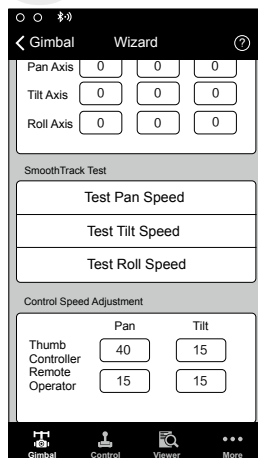 Gimbal Wizard ?
Pan Axis 0 0 0
Tilt Axis 0 0 0
Roll Axis 0 0 0
SmoothTrack Test
Test Pan Speed
Test Tilt Speed
Test Roll Speed
Control Speed Adjustment
Pan Tilt
Thumb
Controller 40 15
Remote
Operator 15 15
Gimbal Control Viewer More